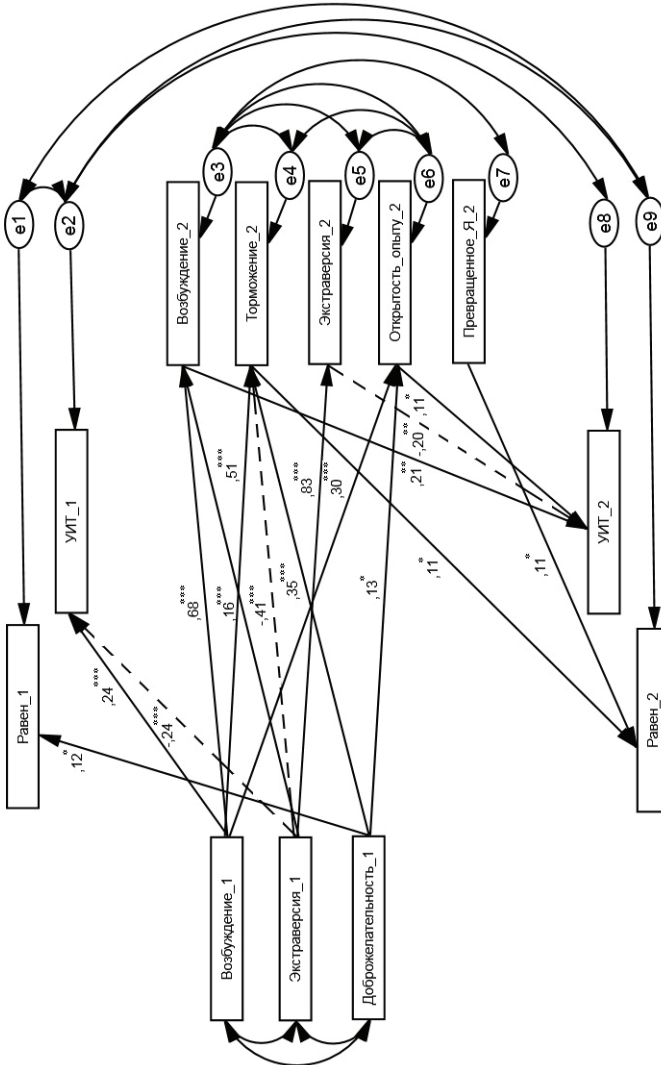 e1
e2
e3
e4
e5
e6
e7
e8
e9
Равен_1
УИТ_1
Возбуждение_2
Торможение_2
Экстраверсия_2
Открытость_опыту_2
Превращенное_Я_2
УИТ_2
Равен_2
Возбуждение_1
Экстраверсия_1
Доброжелательность_1
,12*
,24***
-,24***
,68***
,16***
,51***
-,41***
,35***
,83***
,30***
,13*
,21**
-,20**
,11*
,11*
,11*